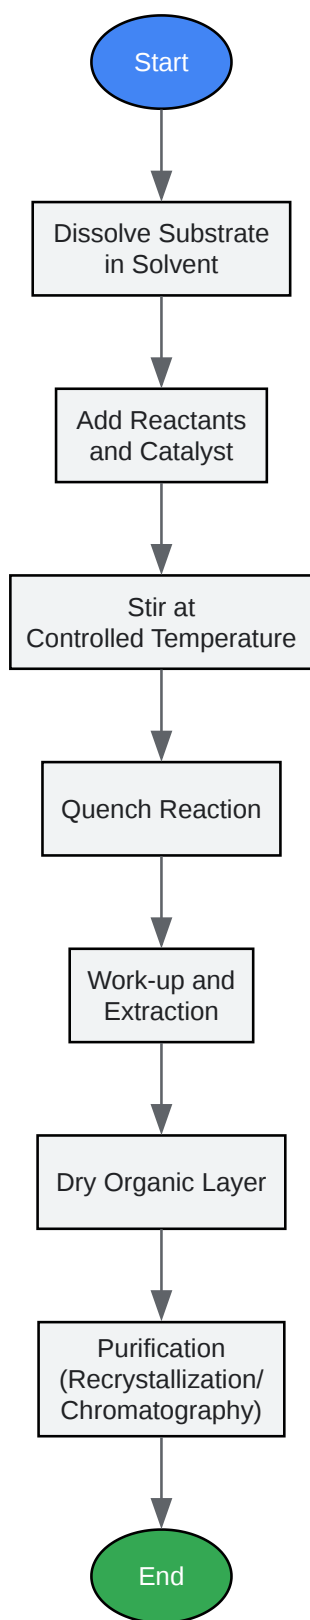 Start
Dissolve Substrate
in Solvent
Add Reactants
and Catalyst
Stir at
Controlled Temperature
Quench Reaction
Work-up and
Extraction
Dry Organic Layer
Purification
(Recrystallization/
Chromatography)
End